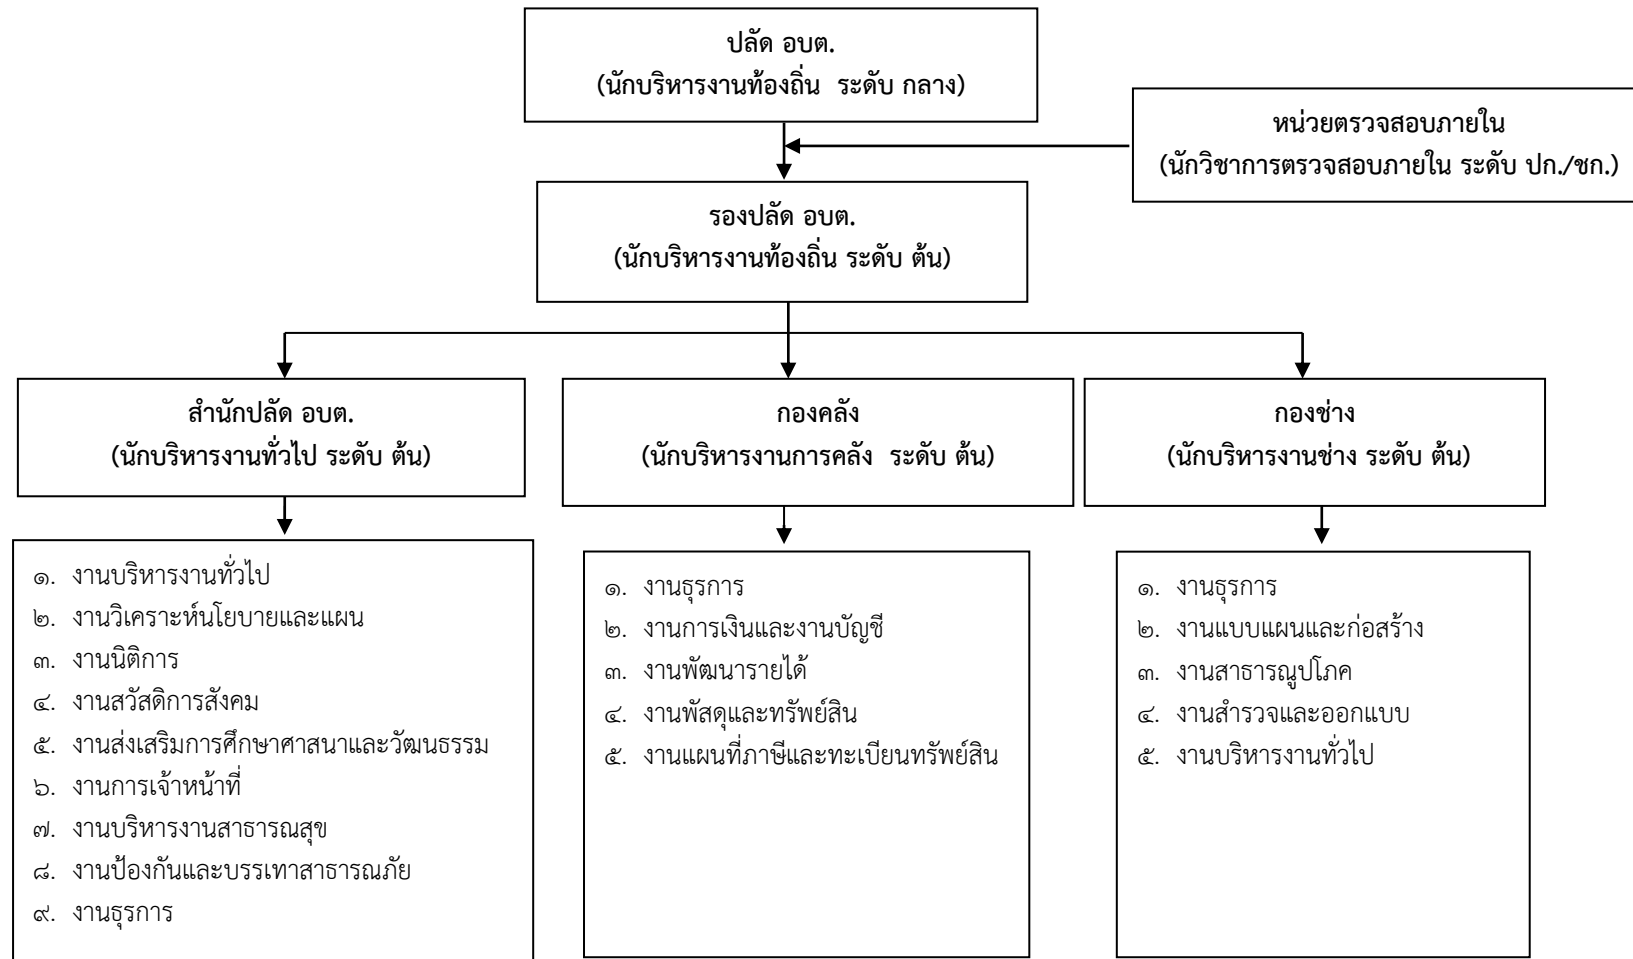 ปลัด อบต.
(นักบริหารงานท้องถิ่น ระดับ กลาง)
หน่วยตรวจสอบภายใน
(นักวิชาการตรวจสอบภายใน ระดับ ปก./ชก.)
รองปลัด อบต.
(นักบริหารงานท้องถิ่น ระดับ ต้น)
สำนักปลัด อบต.
(นักบริหารงานทั่วไป ระดับ ต้น)
กองคลัง
(นักบริหารงานการคลัง ระดับ ต้น)
กองช่าง
(นักบริหารงานช่าง ระดับ ต้น)
๑. งานบริหารงานทั่วไป
๒. งานวิเคราะห์นโยบายและแผน
๓. งานนิติการ
๔. งานสวัสดิการสังคม
๕. งานส่งเสริมการศึกษาศาสนาและวัฒนธรรม
๖. งานการเจ้าหน้าที่
๗. งานบริหารงานสาธารณสุข
๘. งานป้องกันและบรรเทาสาธารณภัย
๙. งานธุรการ
๑. งานธุรการ
๒. งานการเงินและงานบัญชี
๓. งานพัฒนารายได้
๔. งานพัสดุและทรัพย์สิน
๕. งานแผนที่ภาษีและทะเบียนทรัพย์สิน
๑. งานธุรการ
๒. งานแบบแผนและก่อสร้าง
๓. งานสาธารณูปโภค
๔. งานสำรวจและออกแบบ
๕. งานบริหารงานทั่วไป